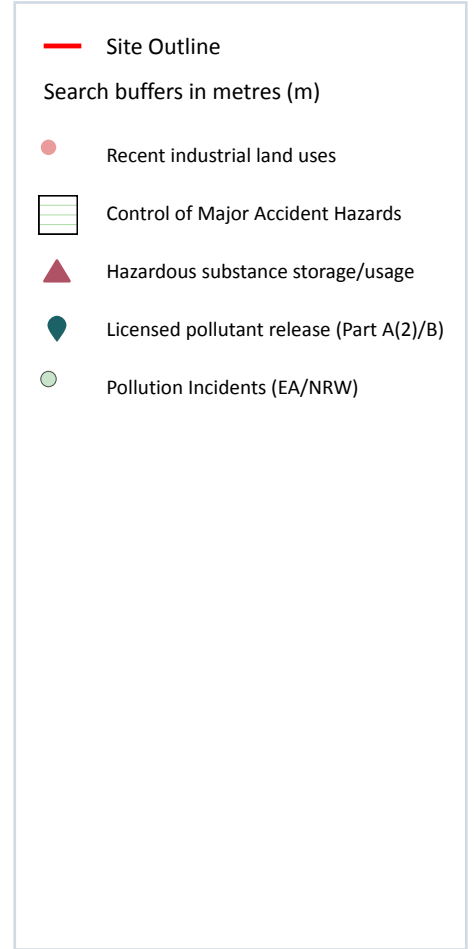 Site Outline
Search buffers in metres (m)
Recent industrial land uses
Control of Major Accident Hazards
Hazardous substance storage/usage
Licensed pollutant release (Part A(2)/B)
Pollution Incidents (EA/NRW)